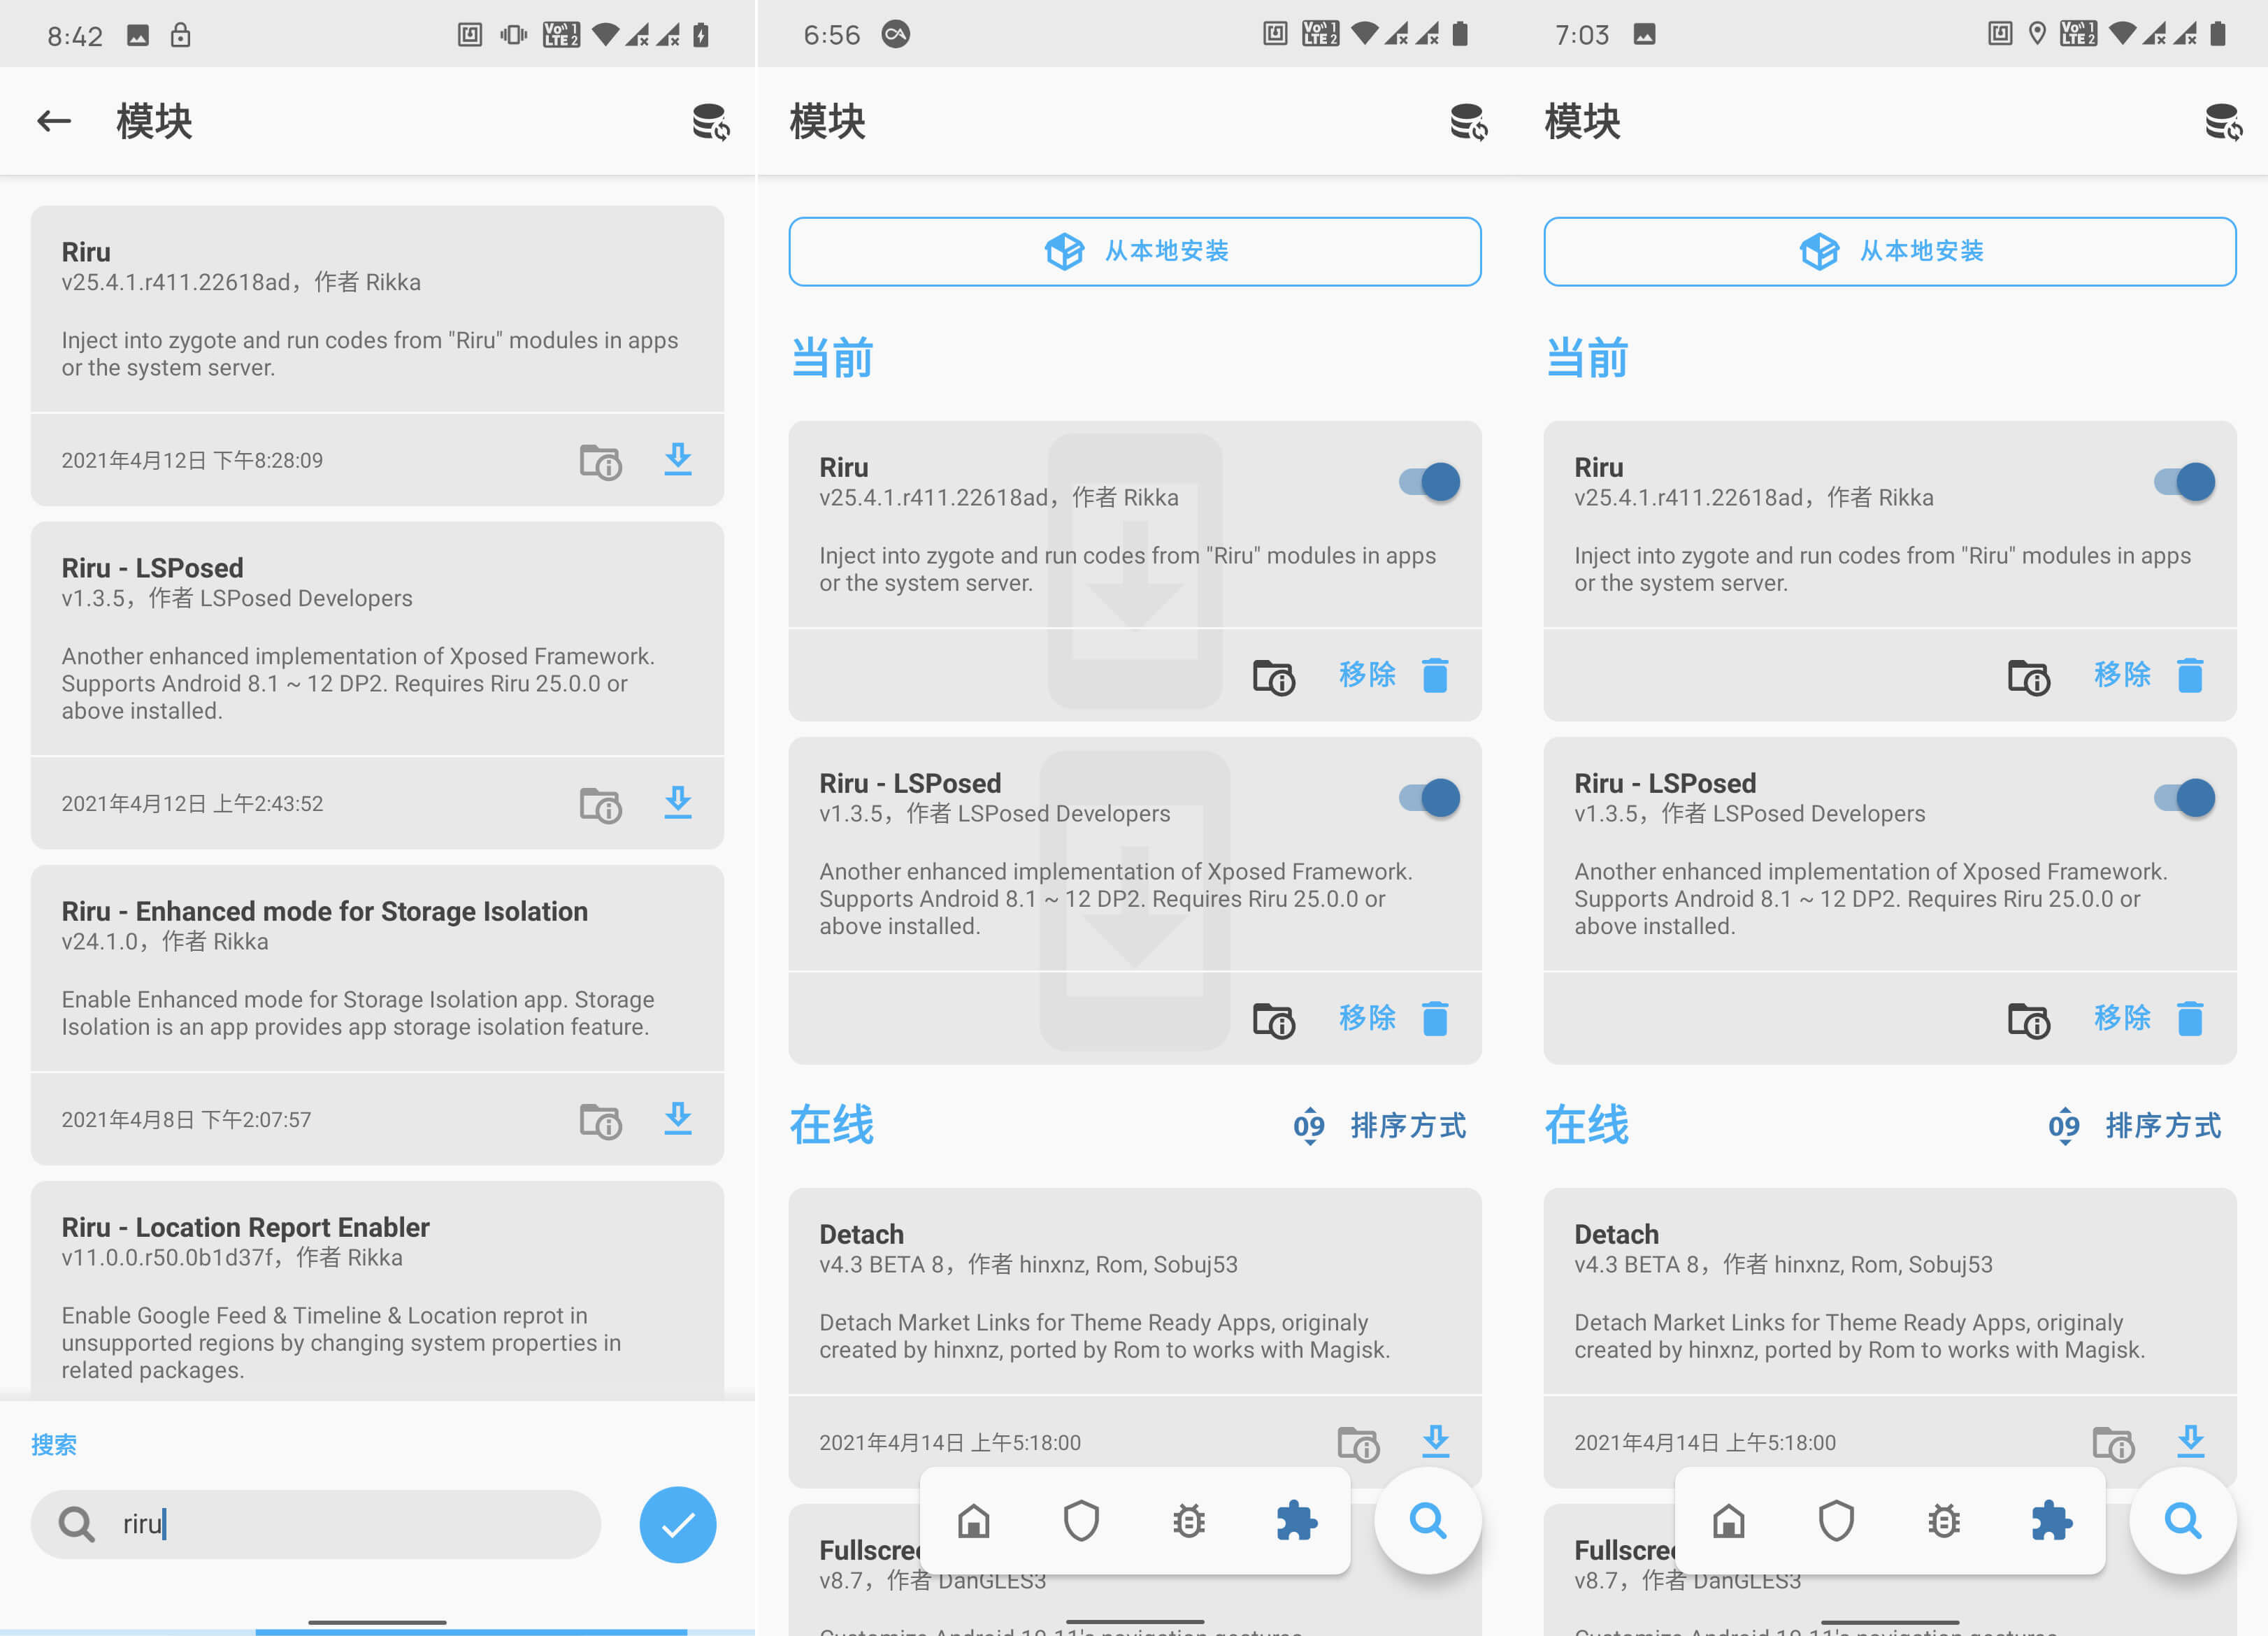 8:42
模块
Riru
v25.4.1.r411.22618ad，作者 Rikka
Inject into zygote and run codes from "Riru" modules in apps
or the system server.
2021年4月12日 下午8:28:09
Riru - LSPosed
v1.3.5，作者 LSPosed Developers
Another enhanced implementation of Xposed Framework.
Supports Android 8.1 ~ 12 DP2. Requires Riru 25.0.0 or
above installed.
2021年4月12日 上午2:43:52
Riru - Enhanced mode for Storage Isolation
v24.1.0，作者 Rikka
Enable Enhanced mode for Storage Isolation app. Storage
Isolation is an app provides app storage isolation feature.
2021年4月8日 下午2:07:57
Riru - Location Report Enabler
v11.0.0.r50.0b1d37f，作者 Rikka
Enable Google Feed & Timeline & Location reprot in
unsupported regions by changing system properties in
related packages.
搜索
riru
6:56
模块
从本地安装
当前
Riru
v25.4.1.r411.22618ad，作者 Rikka
Inject into zygote and run codes from "Riru" modules in apps
or the system server.
移除
Riru - LSPosed
v1.3.5，作者 LSPosed Developers
Another enhanced implementation of Xposed Framework.
Supports Android 8.1 ~ 12 DP2. Requires Riru 25.0.0 or
above installed.
移除
在线
09 排序方式
Detach
v4.3 BETA 8，作者 hinxnz, Rom, Sobuj53
Detach Market Links for Theme Ready Apps, originaly
created by hinxnz, ported by Rom to works with Magisk.
2021年4月14日 上午5:18:00
Fullscre
v8.7，作者 DanGLES3
Customize Android 10 11's navigation gestures
7:03
模块
从本地安装
当前
Riru
v25.4.1.r411.22618ad，作者 Rikka
Inject into zygote and run codes from "Riru" modules in apps
or the system server.
移除
Riru - LSPosed
v1.3.5，作者 LSPosed Developers
Another enhanced implementation of Xposed Framework.
Supports Android 8.1 ~ 12 DP2. Requires Riru 25.0.0 or
above installed.
移除
在线
09 排序方式
Detach
v4.3 BETA 8，作者 hinxnz, Rom, Sobuj53
Detach Market Links for Theme Ready Apps, originaly
created by hinxnz, ported by Rom to works with Magisk.
2021年4月14日 上午5:18:00
Fullscre
v8.7，作者 DanGLES3
Customize Android 10 11's navigation gestures